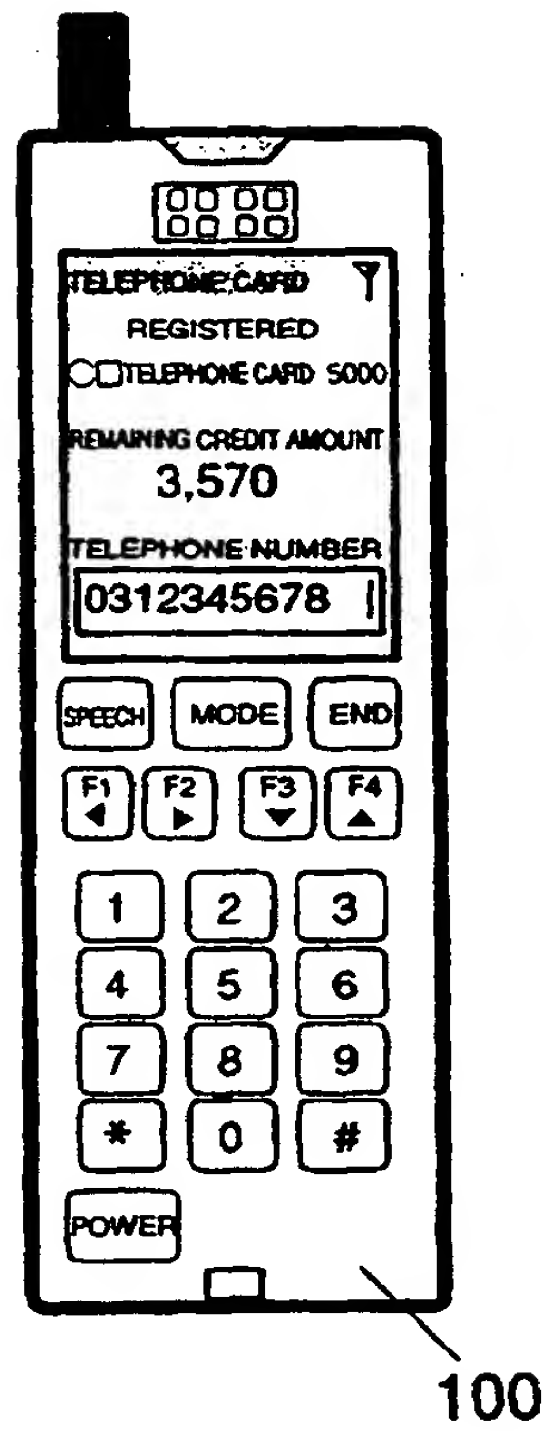 TELEPHONE CARD
REGISTERED
○□TELEPHONE CARD 5000
REMAINING CREDIT AMOUNT
3,570
TELEPHONE NUMBER
0312345678
SPEECH MODE END
F1 F2 F3 F4
1 2 3
4 5 6
7 8 9
* 0 #
POWER
100